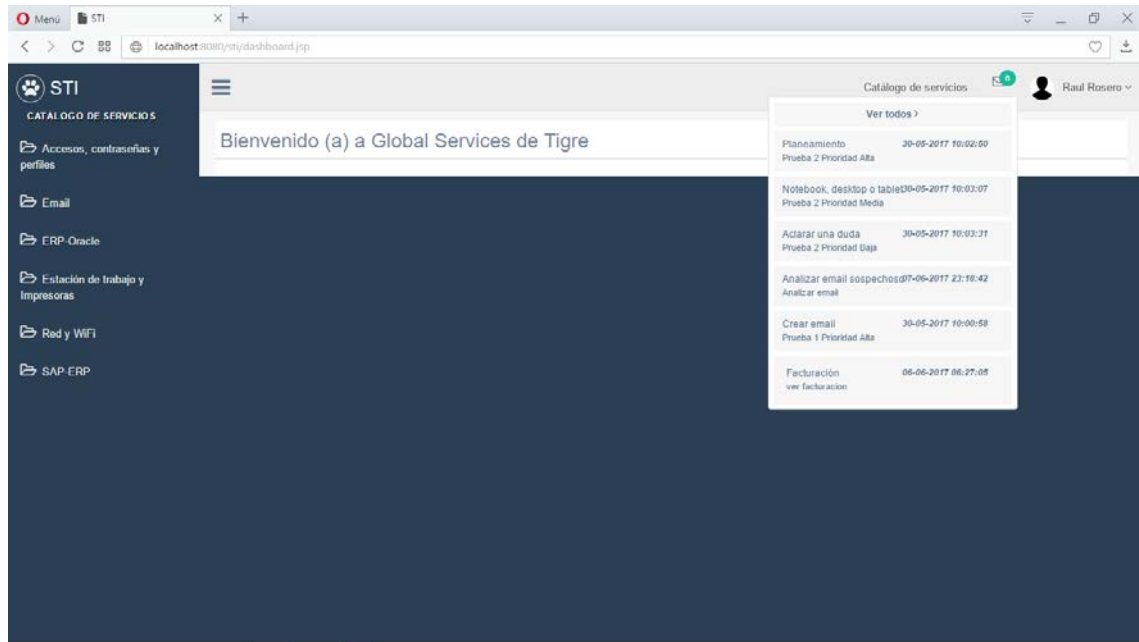 Menú
STI
localhost:8080/sti/dashboard.jsp
STI
CATALOGO DE SERVICIOS
Accesos, contraseñas y
perfiles
Email
ERP-Oracle
Estación de trabajo y
Impresoras
Red y WiFi
SAP-ERP
Catálogo de servicios
6
Raul Rosero
Bienvenido (a) a Global Services de Tigre
Ver todos >
Planeamiento 30-05-2017 10:02:50
Prueba 2 Prioridad Alta
Notebook, desktop o tablet 30-05-2017 10:03:07
Prueba 2 Prioridad Media
Aclarar una duda 30-05-2017 10:03:31
Prueba 2 Prioridad Baja
Analizar email sospechoso 07-06-2017 23:18:42
Analizar email
Crear email 30-05-2017 10:00:58
Prueba 1 Prioridad Alta
Facturación 06-06-2017 06:27:05
ver facturacion